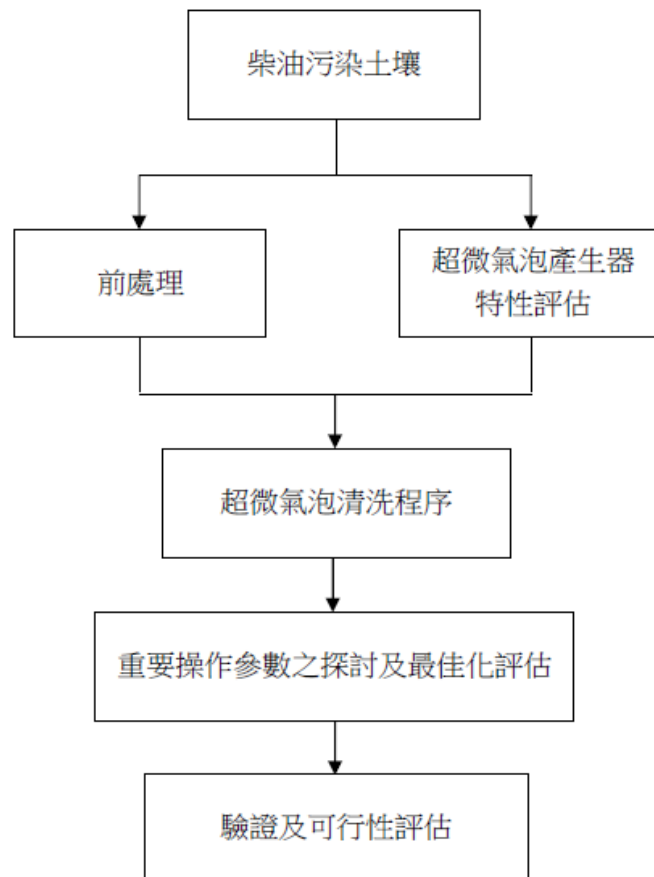 柴油污染土壤
前處理
超微氣泡產生器
特性評估
超微氣泡清洗程序
重要操作參數之探討及最佳化評估
驗証及可行性評估